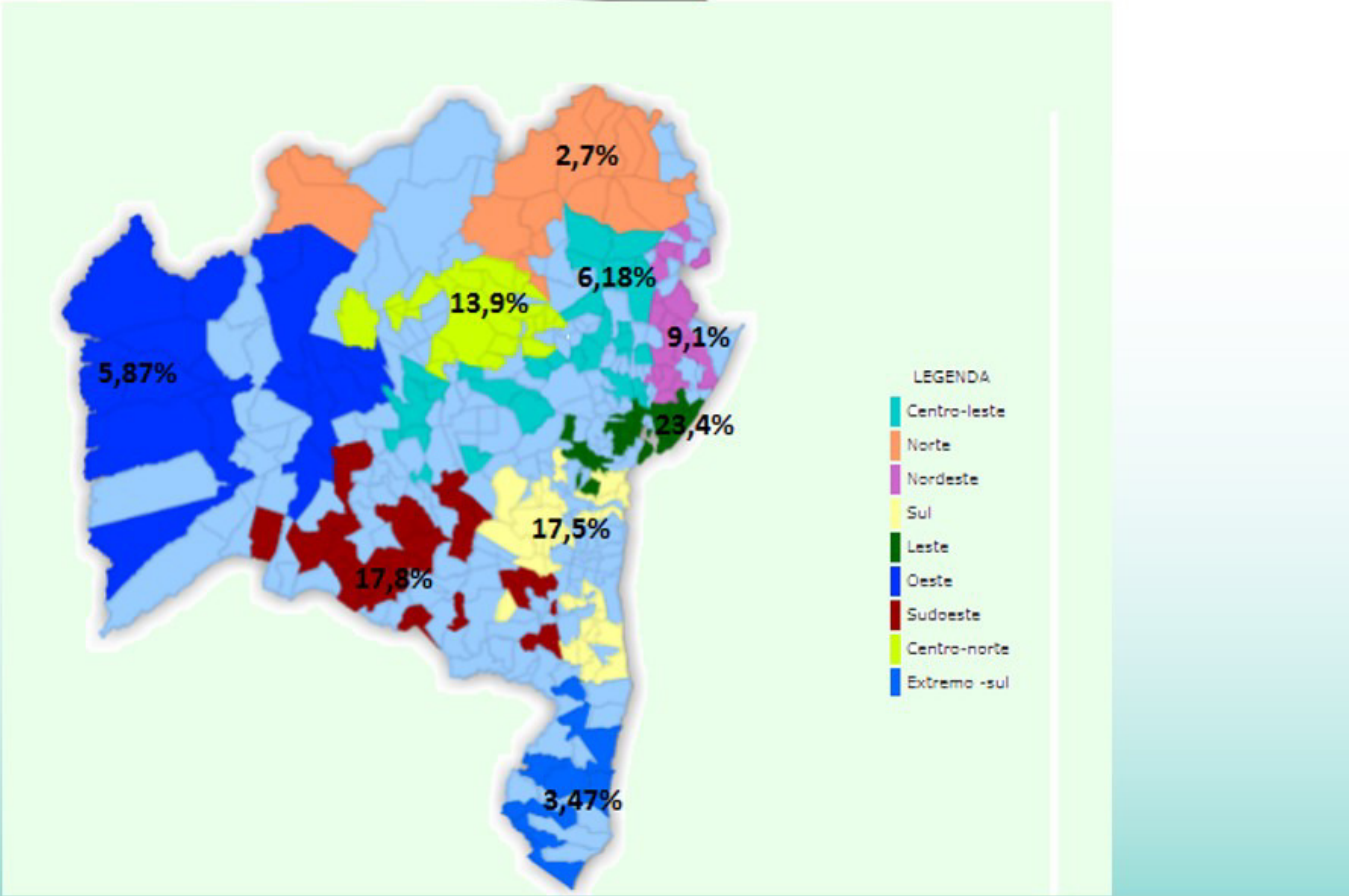 2,7%
6,18%
13,9%
9,1%
5,87%
23,4%
17,5%
17,8%
3,47%
LEGENDA
Centro-leste
Norte
Nordeste
Sul
Leste
Oeste
Sudoeste
Centro-norte
Extremo -sul